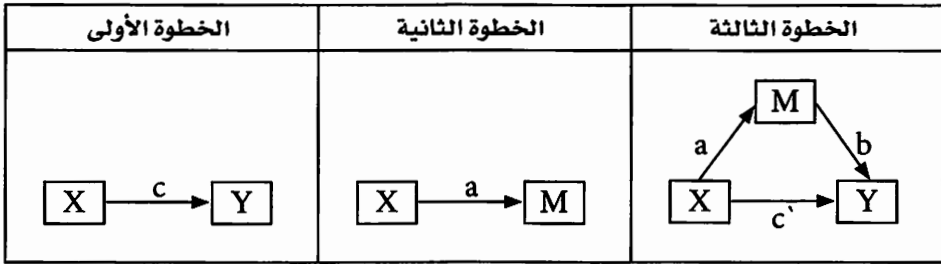 الخطوة الأولى
الخطوة الثانية
الخطوة الثالثة
X c Y
X a M
M
a b
X c` Y